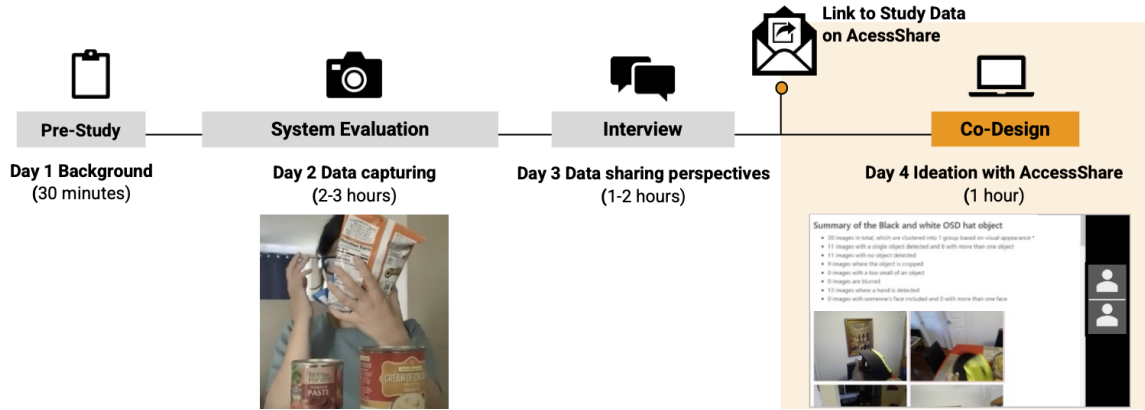 Link to Study Data
on AcessShare
Pre-Study
System Evaluation
Interview
Co-Design
Day 1 Background
(30 minutes)
Day 2 Data capturing
(2-3 hours)
Day 3 Data sharing perspectives
(1-2 hours)
Day 4 Ideation with AccessShare
(1 hour)
Summary of the Black and white OSD hat object
30 images in total, which are clustered into 1 group based on visual appearance *
11 images with a single object detected and 0 with more than one object
11 images with no object detected
9 images where the object is cropped
0 images with a too small of an object
0 images are blurred
13 images where a hand is detected
0 images with someone's face included and 0 with more than one face
PASTE
CREAM OF